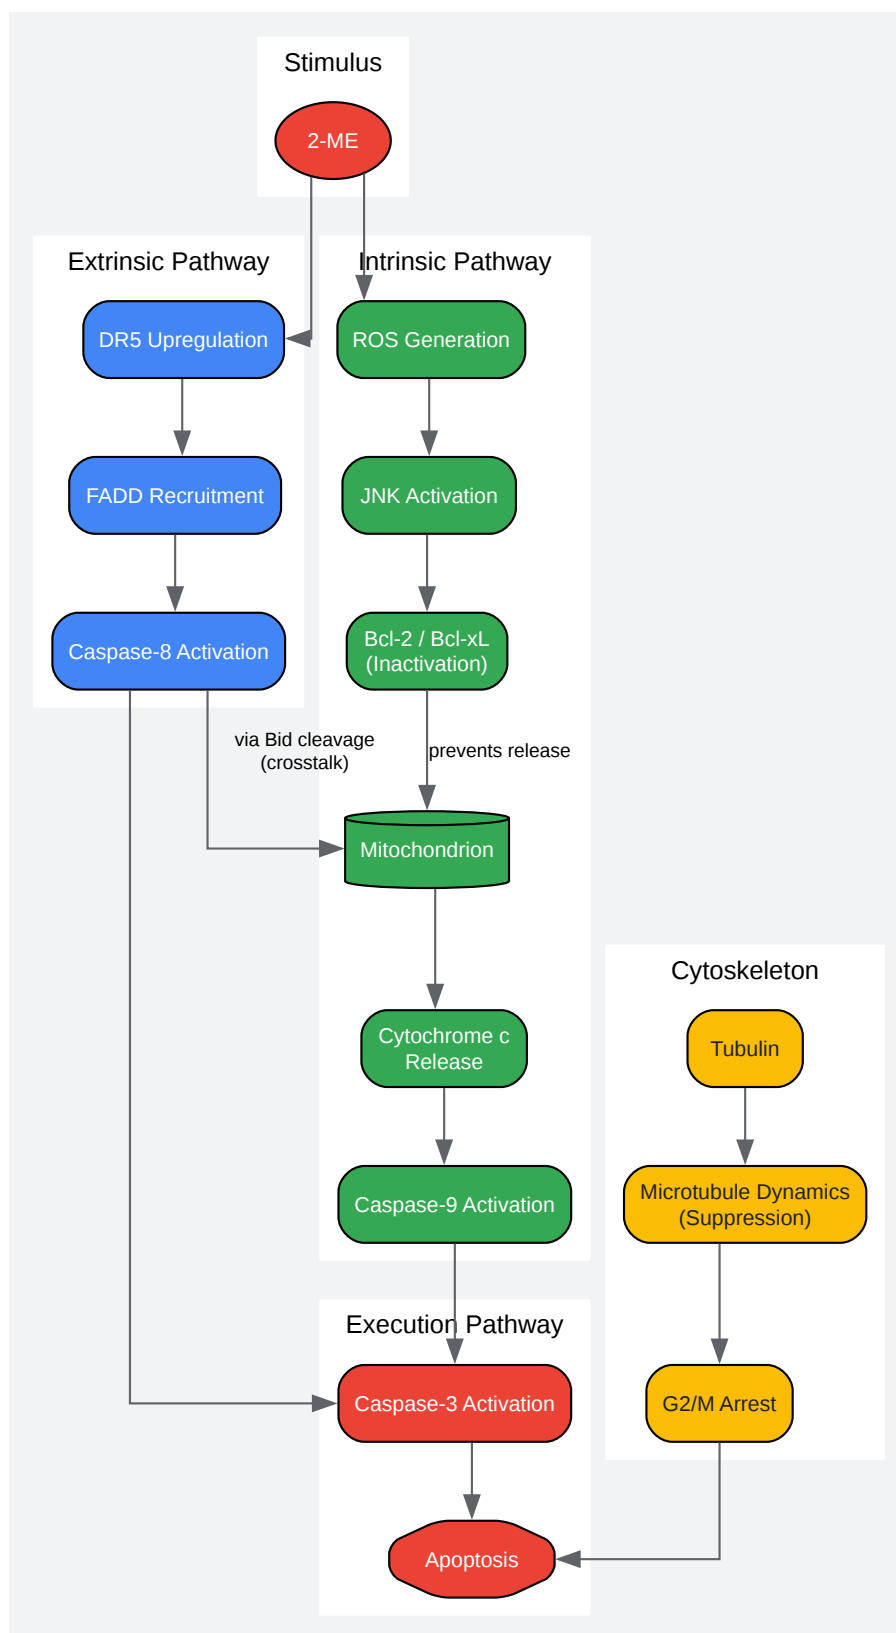 Stimulus
2-ME
Extrinsic Pathway
DR5 Upregulation
FADD Recruitment
Caspase-8 Activation
Intrinsic Pathway
ROS Generation
JNK Activation
Bcl-2 / Bcl-xL
(Inactivation)
via Bid cleavage
(crosstalk)
prevents release
Mitochondrion
Cytochrome c
Release
Caspase-9 Activation
Cytoskeleton
Tubulin
Microtubule Dynamics
(Suppression)
G2/M Arrest
Execution Pathway
Caspase-3 Activation
Apoptosis